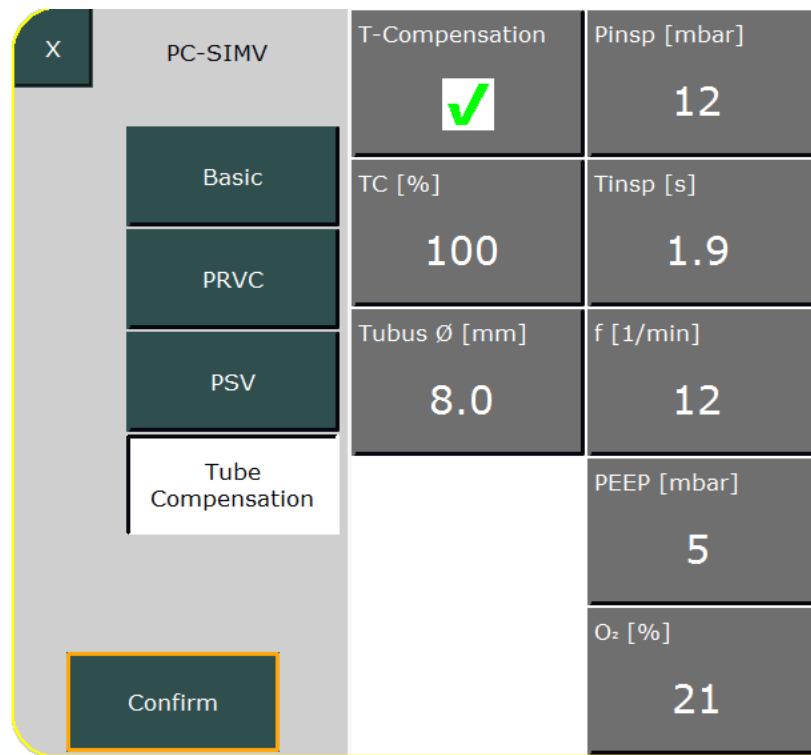 X
PC-SIMV
Basic
PRVC
PSV
Tube
Compensation
Confirm
T-Compensation
TC [%]
100
Tubus Ø [mm]
8.0
Pinsp [mbar]
12
Tinsp [s]
1.9
f [1/min]
12
PEEP [mbar]
5
O₂ [%]
21